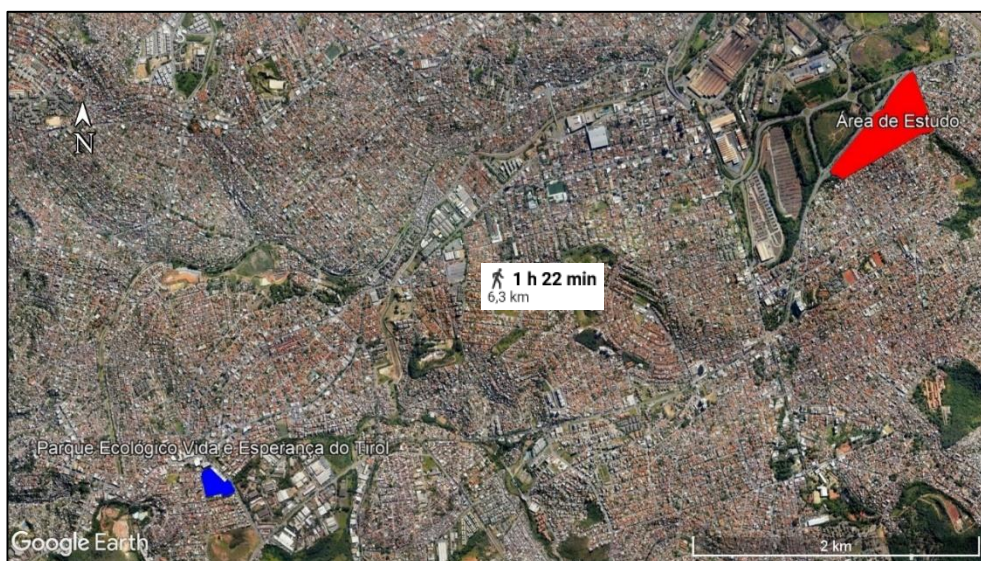 N
Área de Estudo
1 h 22 min
6,3 km
Parque Ecológico Vida e Esperança do Tirol
Google Earth
2 km